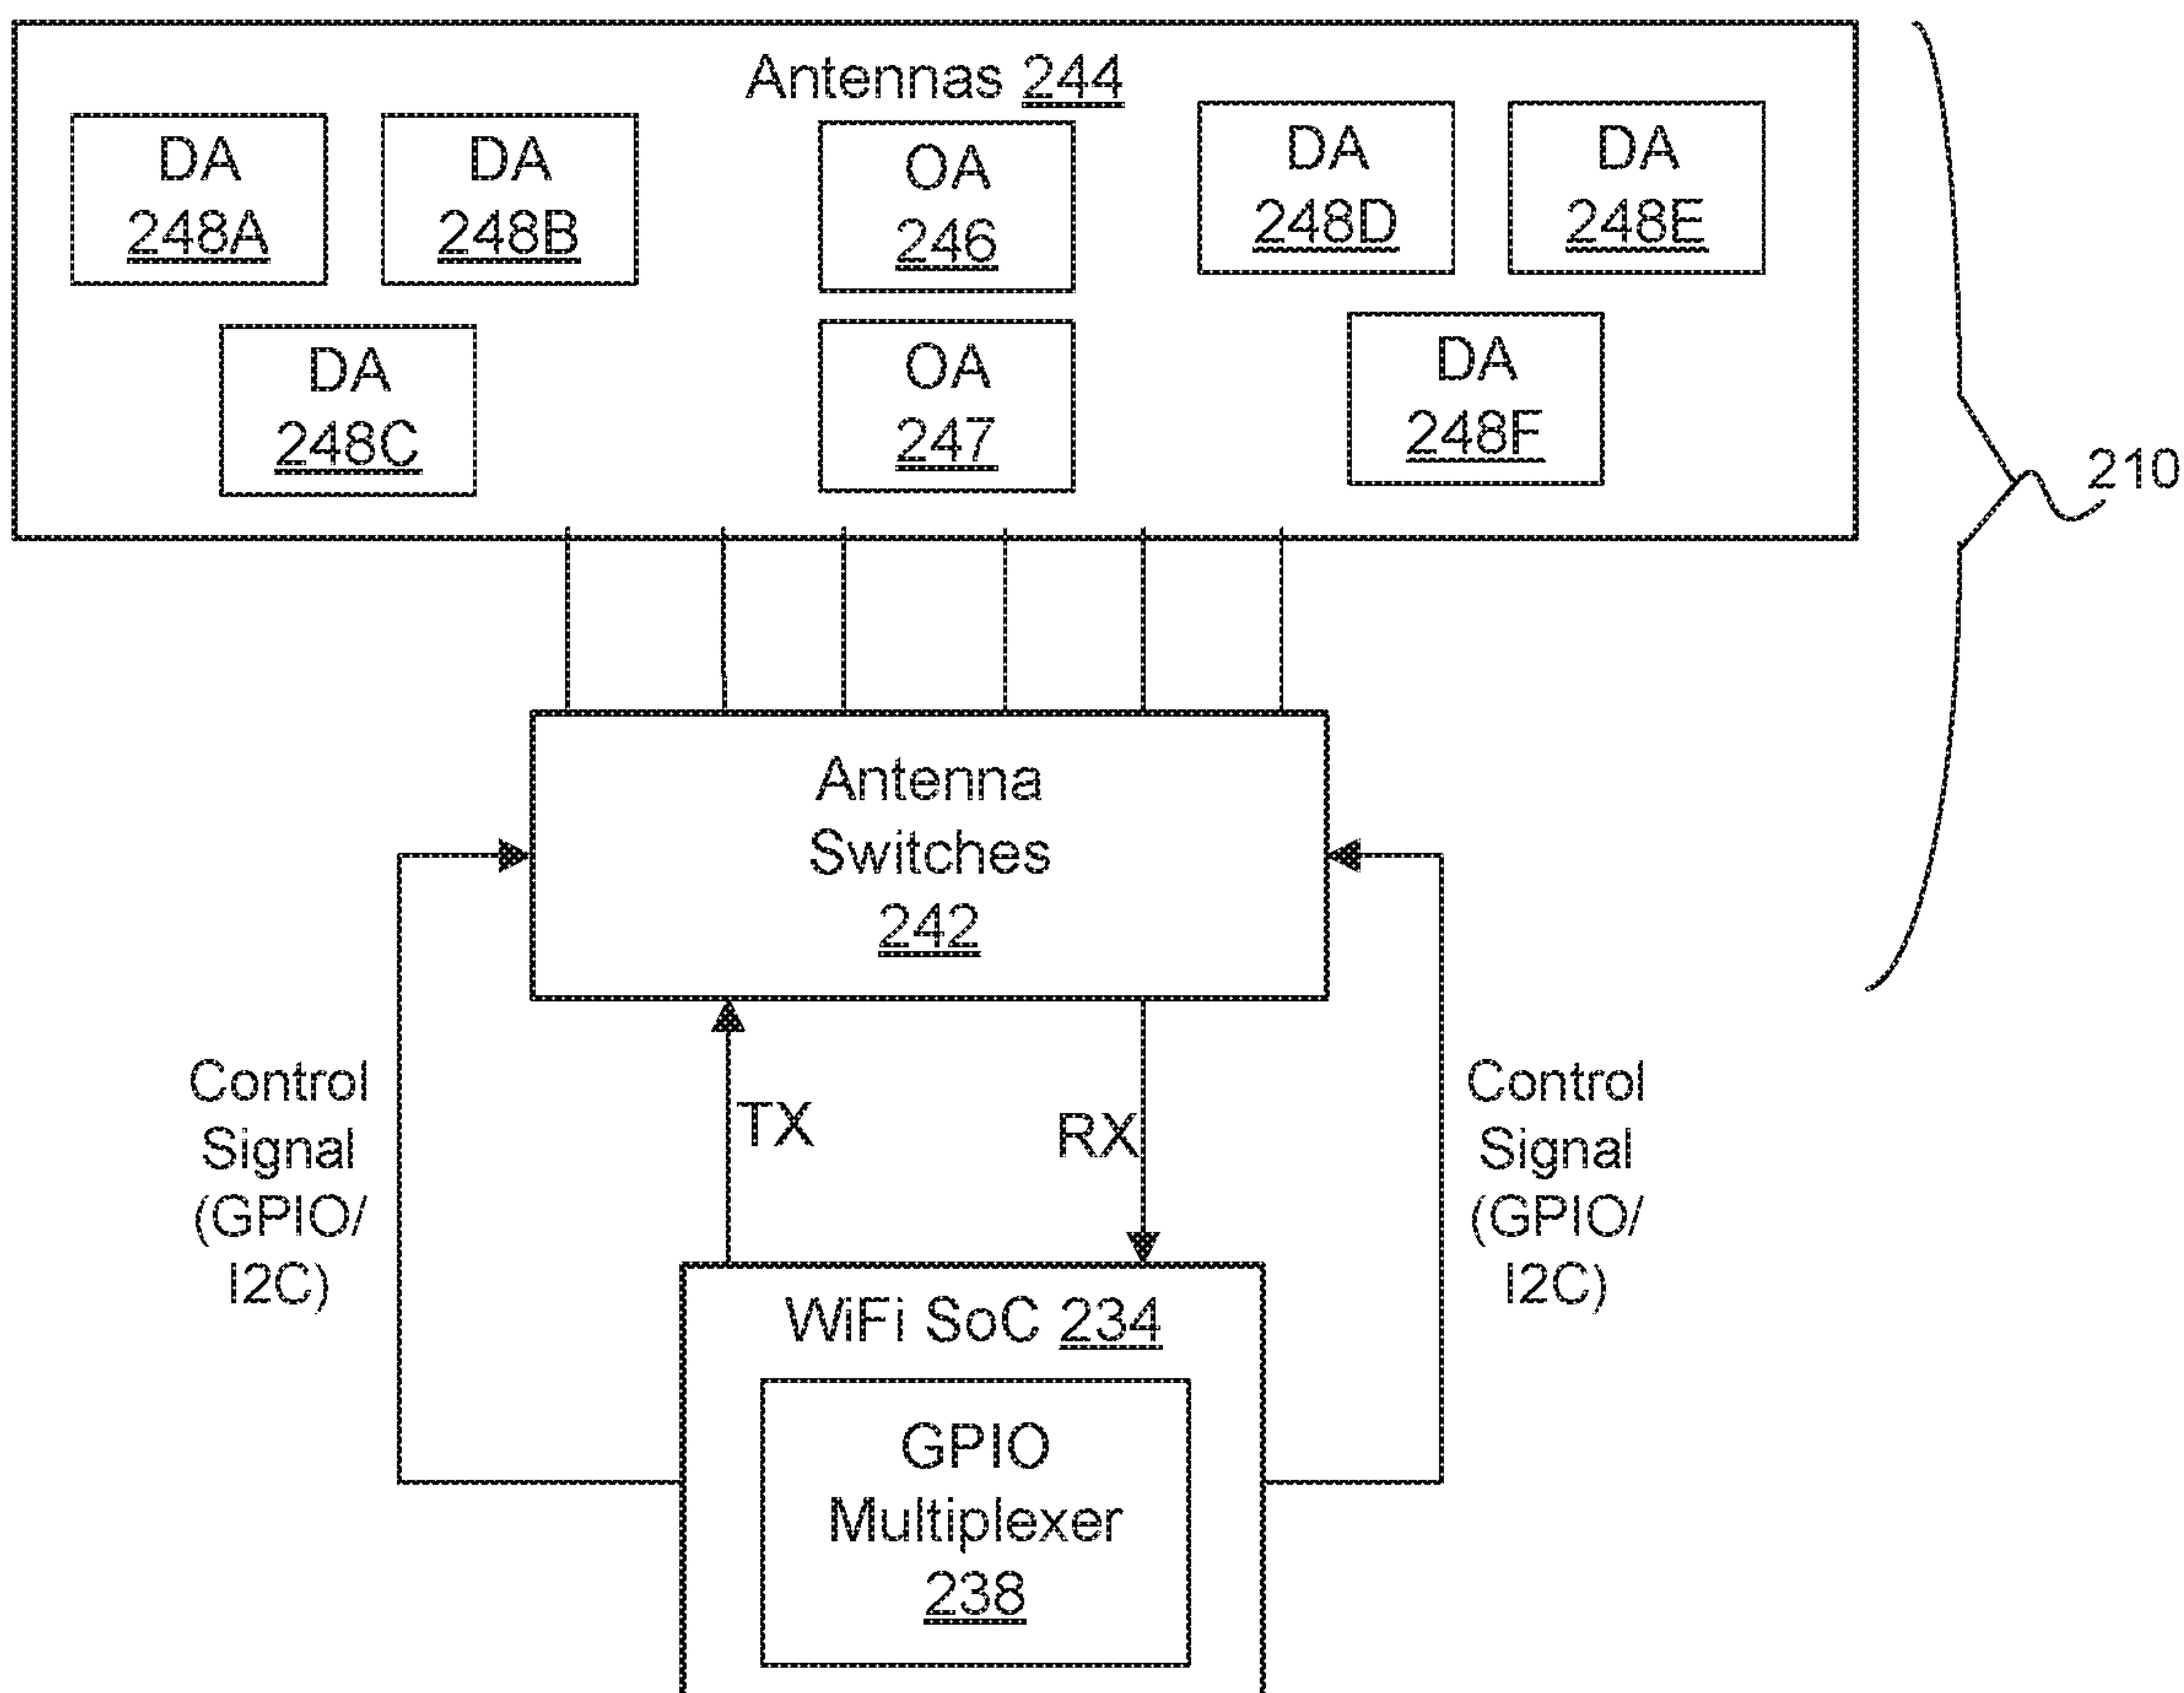 Antennas 244
DA
248A
DA
248B
OA
246
DA
248D
DA
248E
DA
248C
OA
247
DA
248F
210
Antenna
Switches
242
Control
Signal
(GPIO/
I2C)
TX
RX
Control
Signal
(GPIO/
I2C)
WiFi SoC 234
GPIO
Multiplexer
238